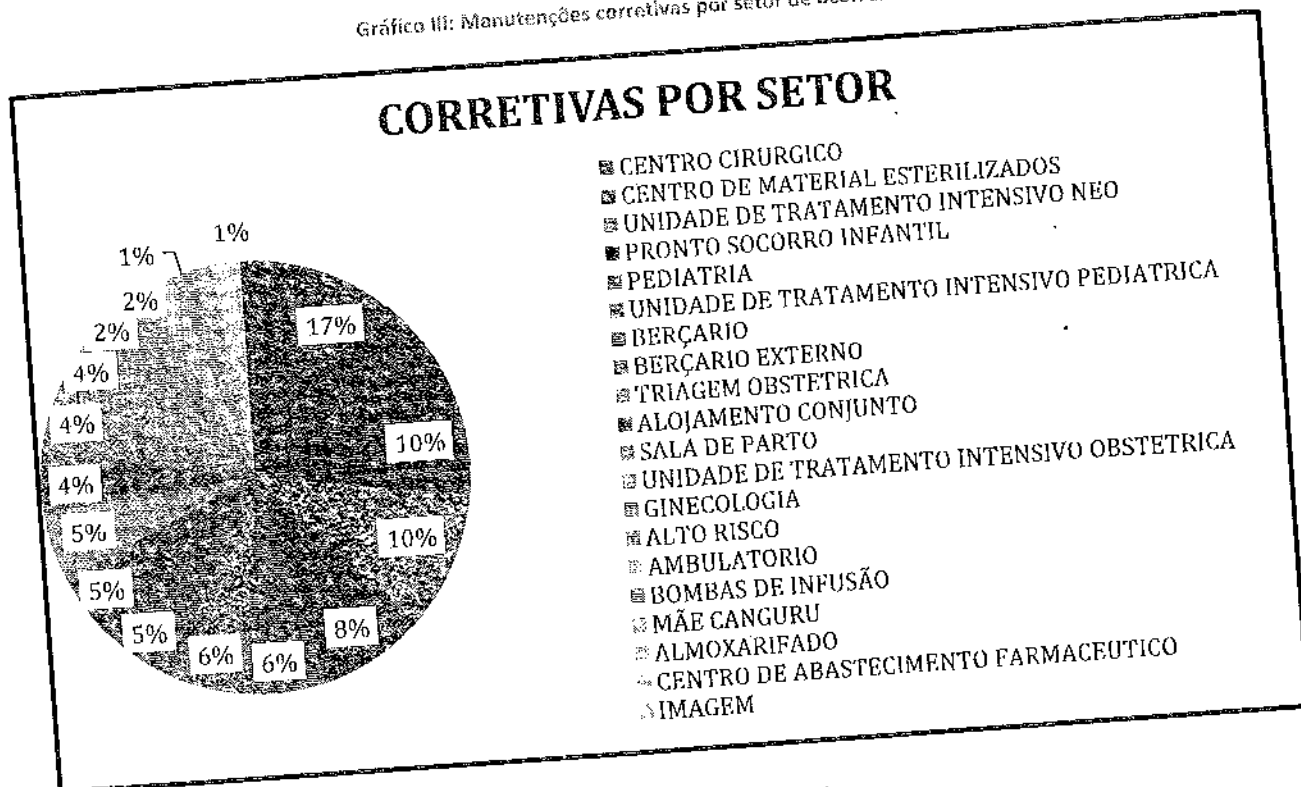 Gráfico III: Manutenções corretivas por setor de
CORRETIVAS POR SETOR
CENTRO CIRURGICO
CENTRO DE MATERIAL ESTERILIZADOS
UNIDADE DE TRATAMENTO INTENSIVO NEO
PRONTO SOCORRO INFANTIL
PEDIATRIA
UNIDADE DE TRATAMENTO INTENSIVO PEDIATRICA
BERÇARIO
BERÇARIO EXTERNO
TRIAGEM OBSTETRICA
ALOJAMENTO CONJUNTO
SALA DE PARTO
UNIDADE DE TRATAMENTO INTENSIVO OBSTETRICA
GINECOLOGIA
ALTO RISCO
AMBULATORIO
BOMBAS DE INFUSÃO
MÃE CANGURU
ALMOXARIFADO
CENTRO DE ABASTECIMENTO FARMACEUTICO
IMAGEM
17%
10%
10%
8%
6%
6%
5%
5%
5%
4%
4%
4%
2%
2%
1%
1%